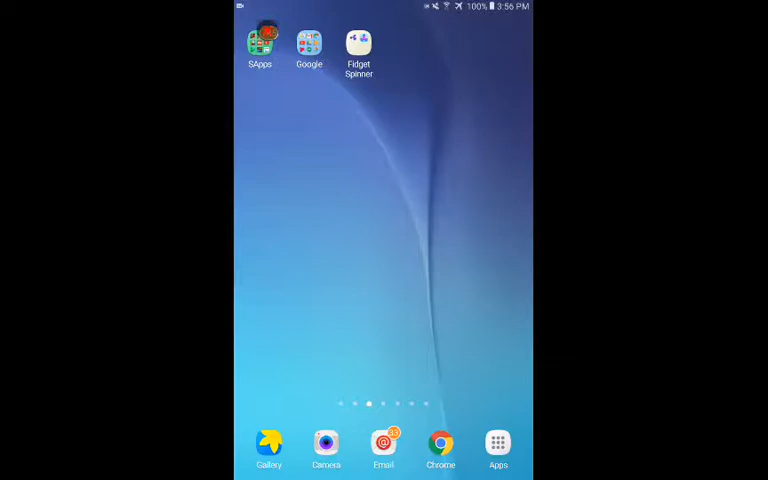 100% 3:56 PM
SApps
Google
Fidget
Spinner
33
Gallery
Camera
Email
Chrome
Apps